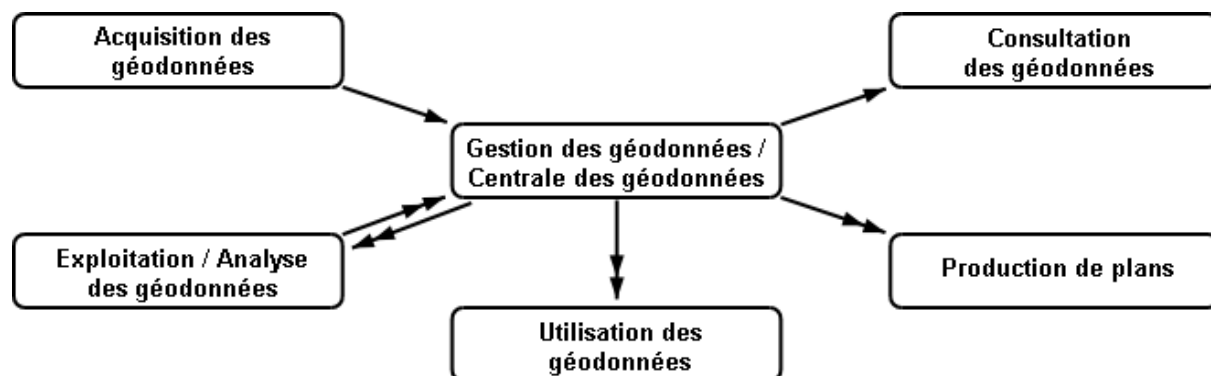 Acquisition des
géodonnées
Consultation
des géodonnées
Gestion des géodonnées /
Centrale des géodonnées
Exploitation / Analyse
des géodonnées
Production de plans
Utilisation des
géodonnées